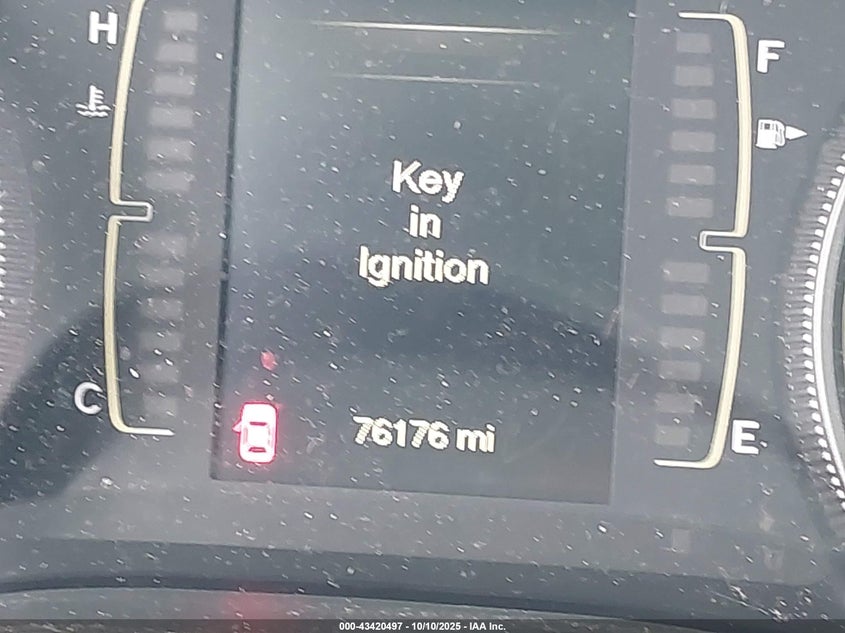 H
F
Key
in
Ignition
C
76176 mi
E
000-43420497 - 10/10/2025 - IAA Inc.